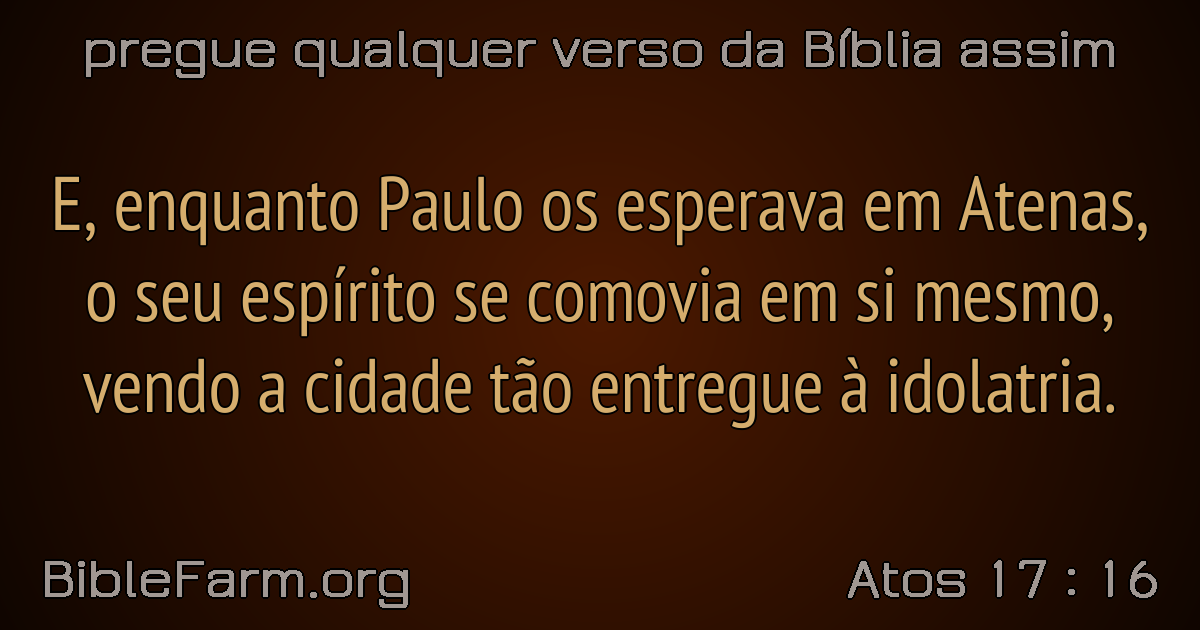 pregue qualquer verso da Bíblia assim
E, enquanto Paulo os esperava em Atenas,
o seu espírito se comovia em si mesmo,
vendo a cidade tão entregue à idolatria.
BibleFarm.org
Atos 17 : 16